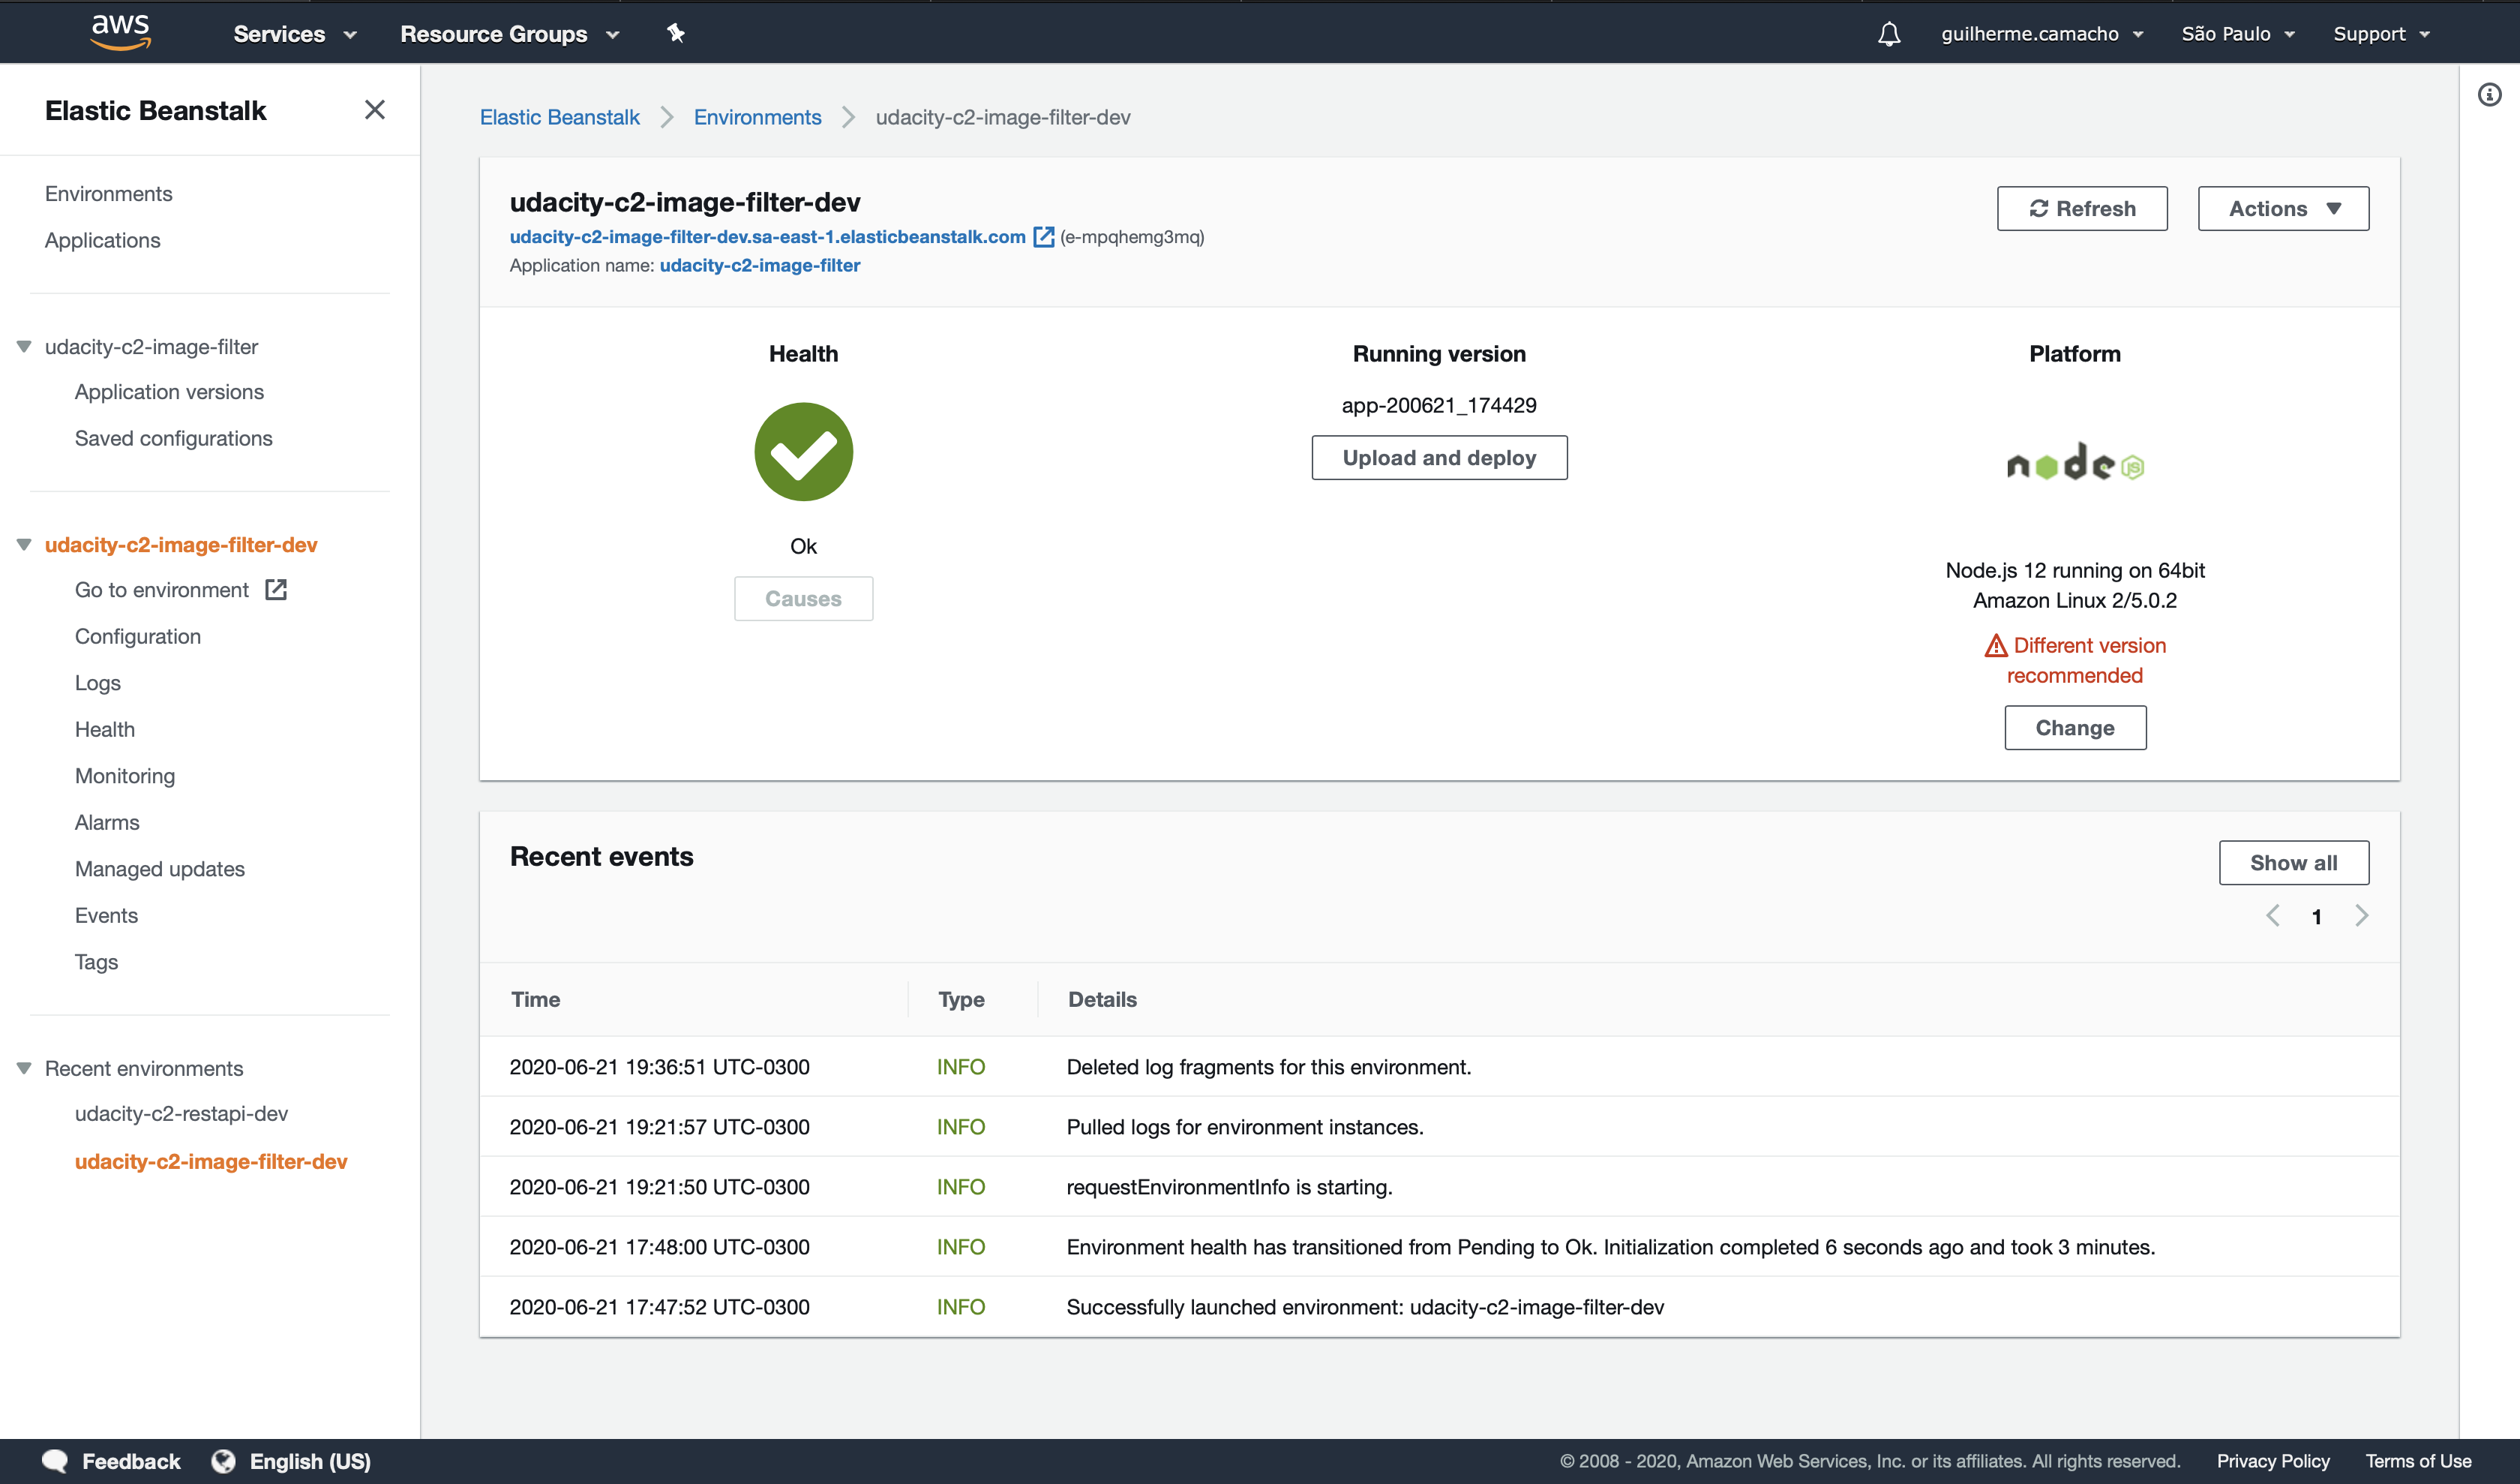 aws Services Resource Groups guilherme.camacho São Paulo Support
Elastic Beanstalk
Environments
Applications
udacity-c2-image-filter
Application versions
Saved configurations
udacity-c2-image-filter-dev
Go to environment
Configuration
Logs
Health
Monitoring
Alarms
Managed updates
Events
Tags
Recent environments
udacity-c2-restapi-dev
udacity-c2-image-filter-dev
Elastic Beanstalk Environments udacity-c2-image-filter-dev
udacity-c2-image-filter-dev
udacity-c2-image-filter-dev.sa-east-1.elasticbeanstalk.com (e-mpqhemg3mq)
Application name: udacity-c2-image-filter
Refresh Actions
Health
Ok
Causes
Running version
app-200621_174429
Upload and deploy
Platform
node JS
Node.js 12 running on 64bit
Amazon Linux 2/5.0.2
Different version
recommended
Change
Recent events
Show all
1
Time Type Details
2020-06-21 19:36:51 UTC-0300 INFO Deleted log fragments for this environment.
2020-06-21 19:21:57 UTC-0300 INFO Pulled logs for environment instances.
2020-06-21 19:21:50 UTC-0300 INFO requestEnvironmentInfo is starting.
2020-06-21 17:48:00 UTC-0300 INFO Environment health has transitioned from Pending to Ok. Initialization completed 6 seconds ago and took 3 minutes.
2020-06-21 17:47:52 UTC-0300 INFO Successfully launched environment: udacity-c2-image-filter-dev
Feedback English (US) © 2008 - 2020, Amazon Web Services, Inc. or its affiliates. All rights reserved. Privacy Policy Terms of Use